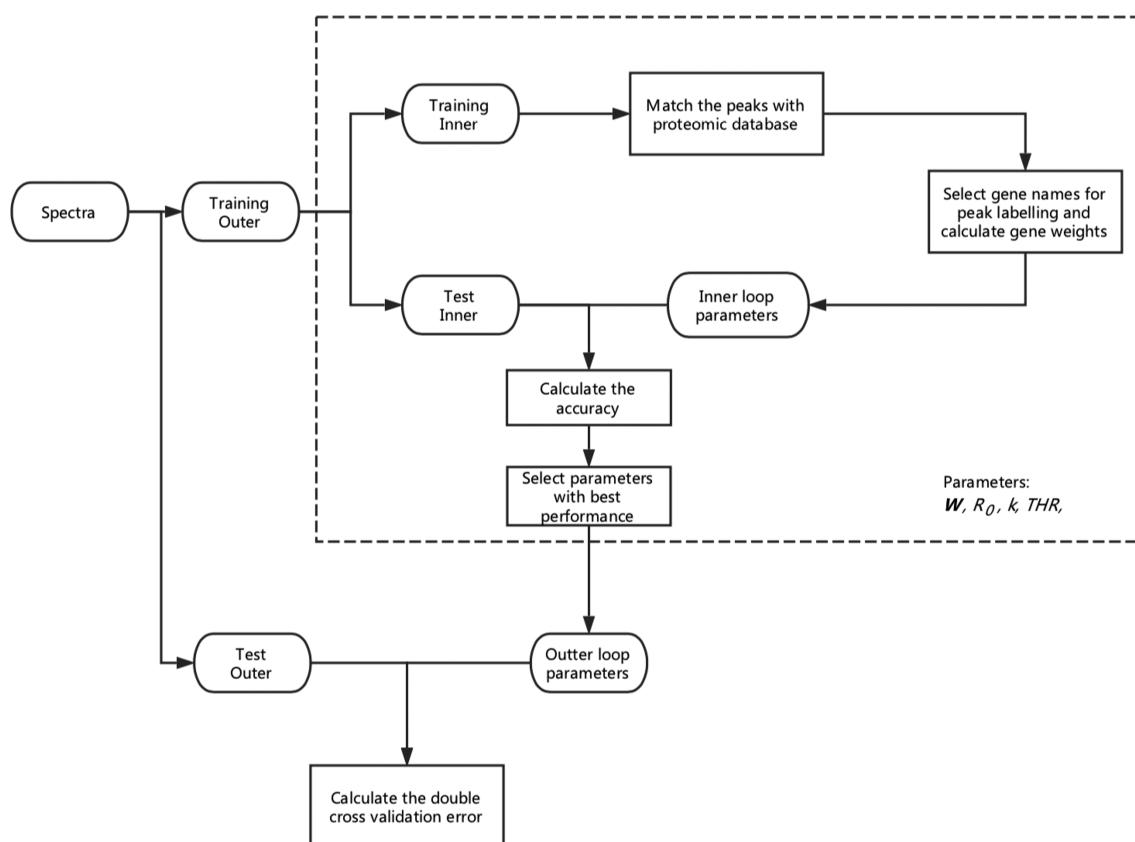 Training
Inner
Match the peaks with
proteomic database
Spectra
Training
Outer
Select gene names for
peak labelling and
calculate gene weights
Test
Inner
Inner loop
parameters
Calculate the
accuracy
Select parameters
with best
performance
Parameters:
W, R0, k, THR,
Test
Outer
Outter loop
parameters
Calculate the double
cross validation error